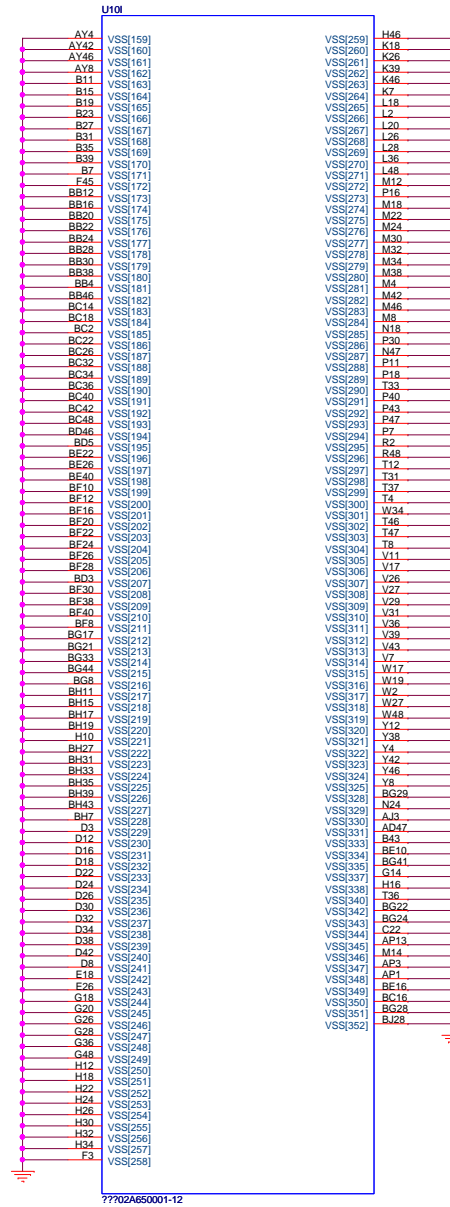 U10I
AY4 VSS[159] VSS[259] H46
AY42 VSS[160] VSS[260] K18
AY46 VSS[161] VSS[261] K26
AY8 VSS[162] VSS[262] K39
B11 VSS[163] VSS[263] K46
B15 VSS[164] VSS[264] K7
B19 VSS[165] VSS[265] L18
B23 VSS[166] VSS[266] L2
B27 VSS[167] VSS[267] L20
B31 VSS[168] VSS[268] L26
B35 VSS[169] VSS[269] L28
B39 VSS[170] VSS[270] L36
B7 VSS[171] VSS[271] L48
F45 VSS[172] VSS[272] M12
BB12 VSS[173] VSS[273] P16
BB16 VSS[174] VSS[274] M18
BB20 VSS[175] VSS[275] M22
BB22 VSS[176] VSS[276] M24
BB24 VSS[177] VSS[277] M30
BB28 VSS[178] VSS[278] M32
BB30 VSS[179] VSS[279] M34
BB38 VSS[180] VSS[280] M38
BB4 VSS[181] VSS[281] M4
BB46 VSS[182] VSS[282] M42
BC14 VSS[183] VSS[283] M46
BC18 VSS[184] VSS[284] M8
BC2 VSS[185] VSS[285] N18
BC22 VSS[186] VSS[286] P30
BC26 VSS[187] VSS[287] N47
BC32 VSS[188] VSS[288] P11
BC34 VSS[189] VSS[289] P18
BC36 VSS[190] VSS[290] T33
BC40 VSS[191] VSS[291] P40
BC42 VSS[192] VSS[292] P43
BC48 VSS[193] VSS[293] P47
BD46 VSS[194] VSS[294] P7
BD5 VSS[195] VSS[295] R2
BE22 VSS[196] VSS[296] R48
BE26 VSS[197] VSS[297] T12
BE40 VSS[198] VSS[298] T31
BF10 VSS[199] VSS[299] T37
BF12 VSS[200] VSS[300] T4
BF16 VSS[201] VSS[301] W34
BF20 VSS[202] VSS[302] T46
BF22 VSS[203] VSS[303] T47
BF24 VSS[204] VSS[304] T8
BF26 VSS[205] VSS[305] V11
BF28 VSS[206] VSS[306] V17
BD3 VSS[207] VSS[307] V26
BF30 VSS[208] VSS[308] V27
BF38 VSS[209] VSS[309] V29
BF40 VSS[210] VSS[310] V31
BF8 VSS[211] VSS[311] V36
BG17 VSS[212] VSS[312] V39
BG21 VSS[213] VSS[313] V43
BG33 VSS[214] VSS[314] V7
BG44 VSS[215] VSS[315] W17
BG8 VSS[216] VSS[316] W19
BH11 VSS[217] VSS[317] W2
BH15 VSS[218] VSS[318] W27
BH17 VSS[219] VSS[319] W48
BH19 VSS[220] VSS[320] Y12
H10 VSS[221] VSS[321] Y38
BH27 VSS[222] VSS[322] Y4
BH31 VSS[223] VSS[323] Y42
BH33 VSS[224] VSS[324] Y46
BH35 VSS[225] VSS[325] Y8
BH39 VSS[226] VSS[328] BG29
BH43 VSS[227] VSS[329] N24
BH7 VSS[228] VSS[330] AJ3
D3 VSS[229] VSS[331] AD47
D12 VSS[230] VSS[333] B43
D16 VSS[231] VSS[334] BE10
D18 VSS[232] VSS[335] BG41
D22 VSS[233] VSS[337] G14
D24 VSS[234] VSS[338] H16
D26 VSS[235] VSS[340] T36
D30 VSS[236] VSS[342] BG22
D32 VSS[237] VSS[343] BG24
D34 VSS[238] VSS[344] C22
D38 VSS[239] VSS[345] AP13
D42 VSS[240] VSS[346] M14
D8 VSS[241] VSS[347] AP3
E18 VSS[242] VSS[348] AP1
E26 VSS[243] VSS[349] BE16
G18 VSS[244] VSS[350] BC16
G20 VSS[245] VSS[351] BG28
G26 VSS[246] VSS[352] BJ28
G28 VSS[247]
G36 VSS[248]
G48 VSS[249]
H12 VSS[250]
H18 VSS[251]
H22 VSS[252]
H24 VSS[253]
H26 VSS[254]
H30 VSS[255]
H32 VSS[256]
H34 VSS[257]
F3 VSS[258]
???02A650001-12